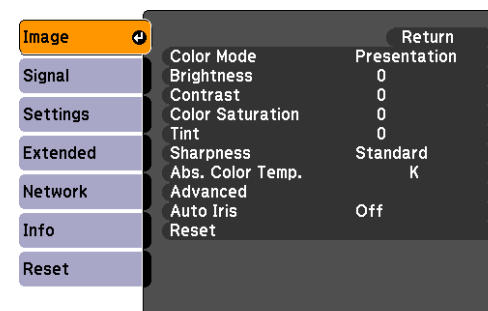 Image
Signal
Settings
Extended
Network
Info
Reset
Return
Color Mode Presentation
Brightness 0
Contrast 0
Color Saturation 0
Tint 0
Sharpness Standard
Abs. Color Temp. K
Advanced
Auto Iris Off
Reset